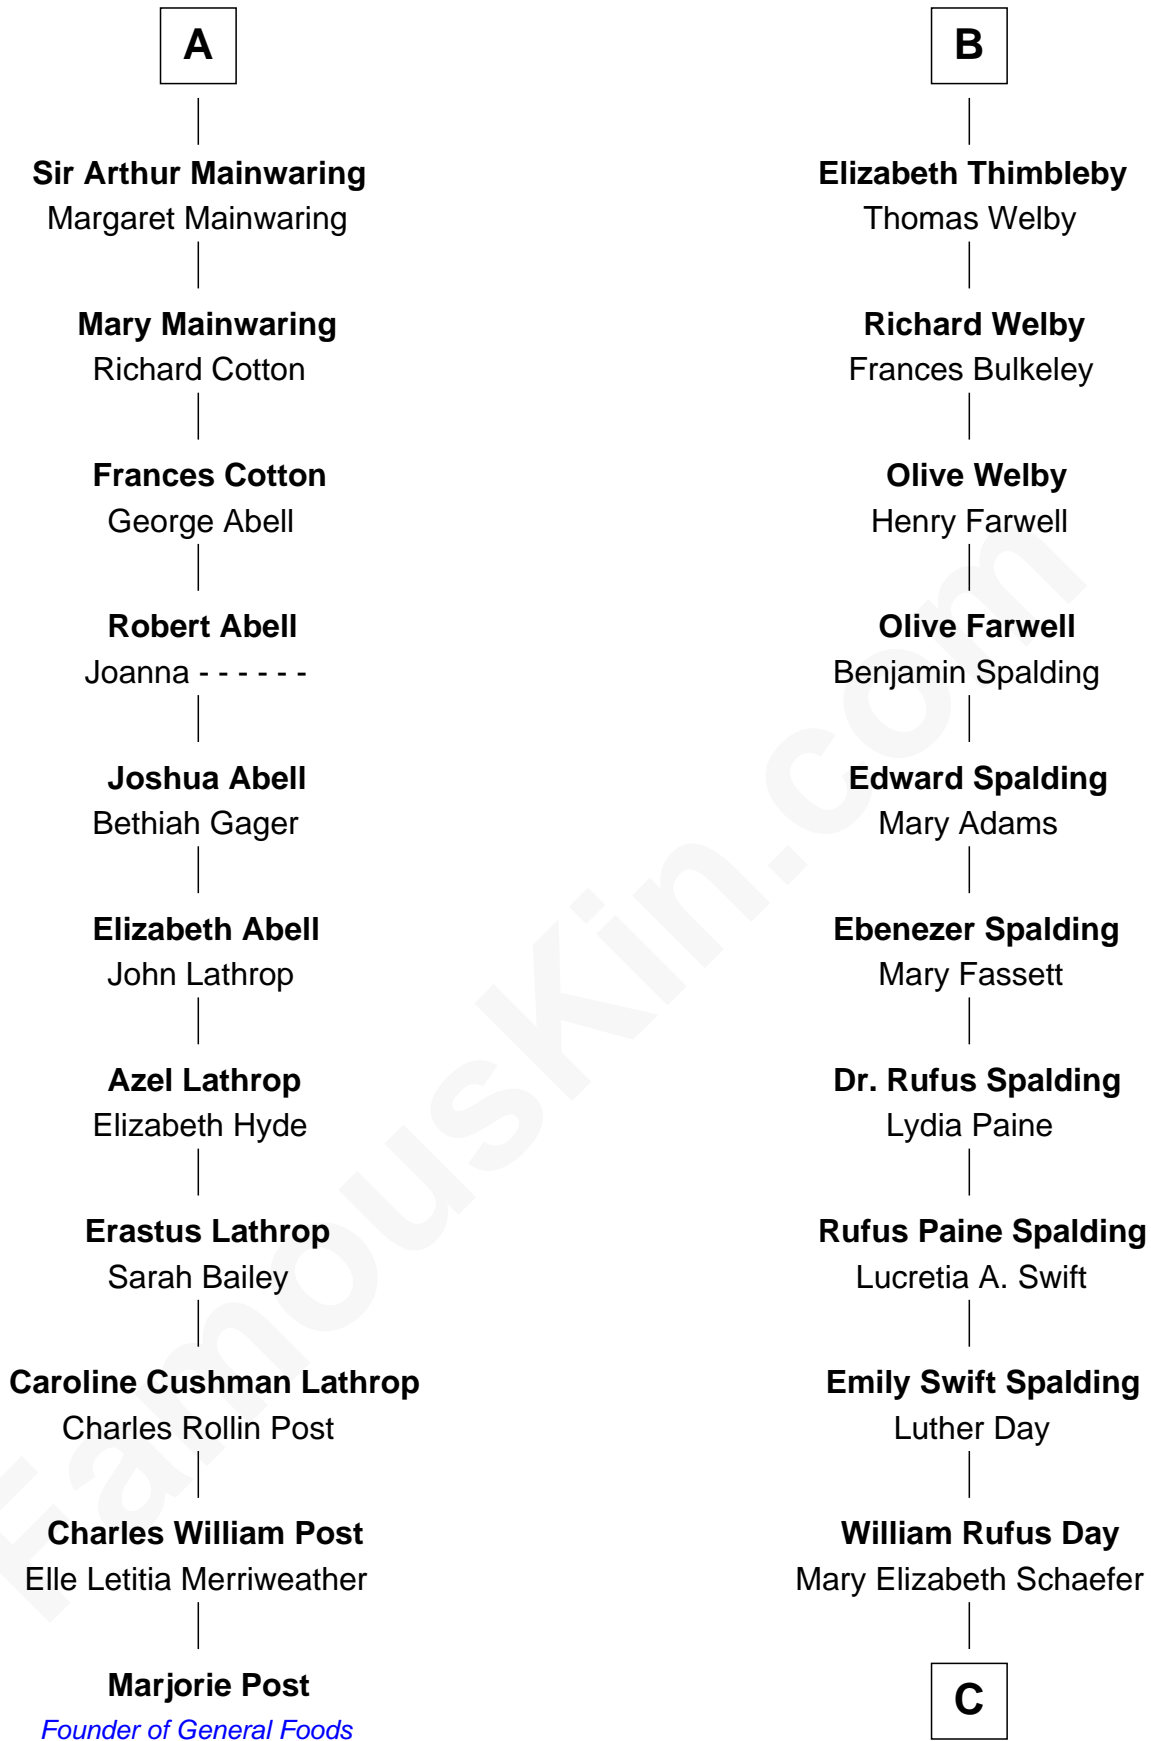 A
Sir Arthur Mainwaring
Margaret Mainwaring
Mary Mainwaring
Richard Cotton
Frances Cotton
George Abell
Robert Abell
Joanna - - - - - -
Joshua Abell
Bethiah Gager
Elizabeth Abell
John Lathrop
Azel Lathrop
Elizabeth Hyde
Erastus Lathrop
Sarah Bailey
Caroline Cushman Lathrop
Charles Rollin Post
Charles William Post
Elle Letitia Merriweather
Marjorie Post
Founder of General Foods
B
Elizabeth Thimbleby
Thomas Welby
Richard Welby
Frances Bulkeley
Olive Welby
Henry Farwell
Olive Farwell
Benjamin Spalding
Edward Spalding
Mary Adams
Ebenezer Spalding
Mary Fassett
Dr. Rufus Spalding
Lydia Paine
Rufus Paine Spalding
Lucretia A. Swift
Emily Swift Spalding
Luther Day
William Rufus Day
Mary Elizabeth Schaefer
C
FamousKin.com